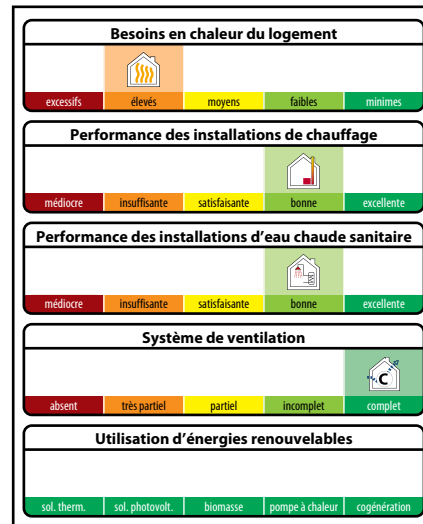 Besoins en chaleur du logement
excessifs élevés moyens faibles minimes
Performance des installations de chauffage
médiocre insuffisante satisfaisante bonne excellente
Performance des installations d'eau chaude sanitaire
médiocre insuffisante satisfaisante bonne excellente
Système de ventilation
C
absent très partiel partiel incomplet complet
Utilisation d'énergies renouvelables
sol. therm. sol. photovolt. biomasse pompe à chaleur cogénération